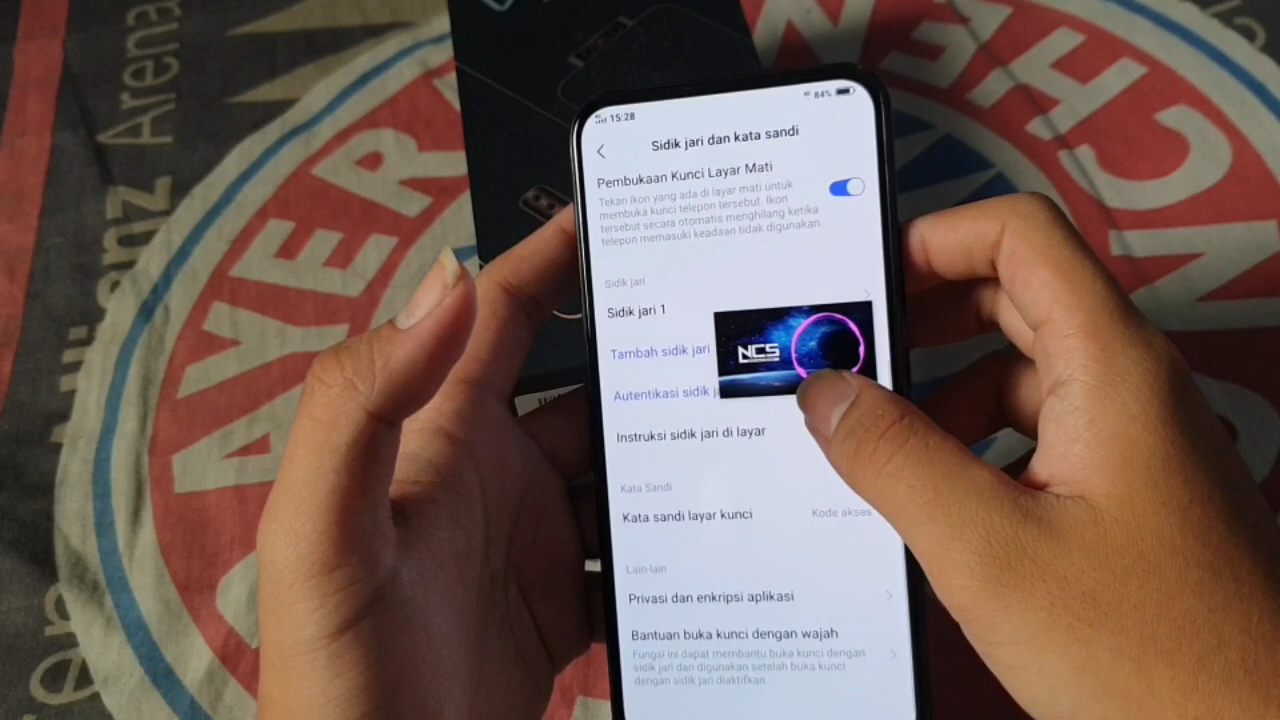 15:28
84%
Sidik jari dan kata sandi
Pembukaan Kunci Layar Mati
Tekan Ikon yang ada di layar mati untuk
membuka kunci telepon tersebut. Ikon
tersebut secara otomatis menghilang ketika
telepon memasuki keadaan tidak digunakan.
Sidik jari
Sidik jari 1
NCS
Tambah sidik jari
Autentikasi sidik
Instruksi sidik jari di layar
Kata Sandi
Kata sandi layar kunci
Kode akses
Lain-lain
Privasi dan enkripsi aplikasi
Bantuan buka kunci dengan wajah
Fungsi ini dapat membantu buka kunci dengan
sidik jari dan digunakan setelah buka kunci
dengan sidik jari diaktifkan.
Arena
AYER
NCH